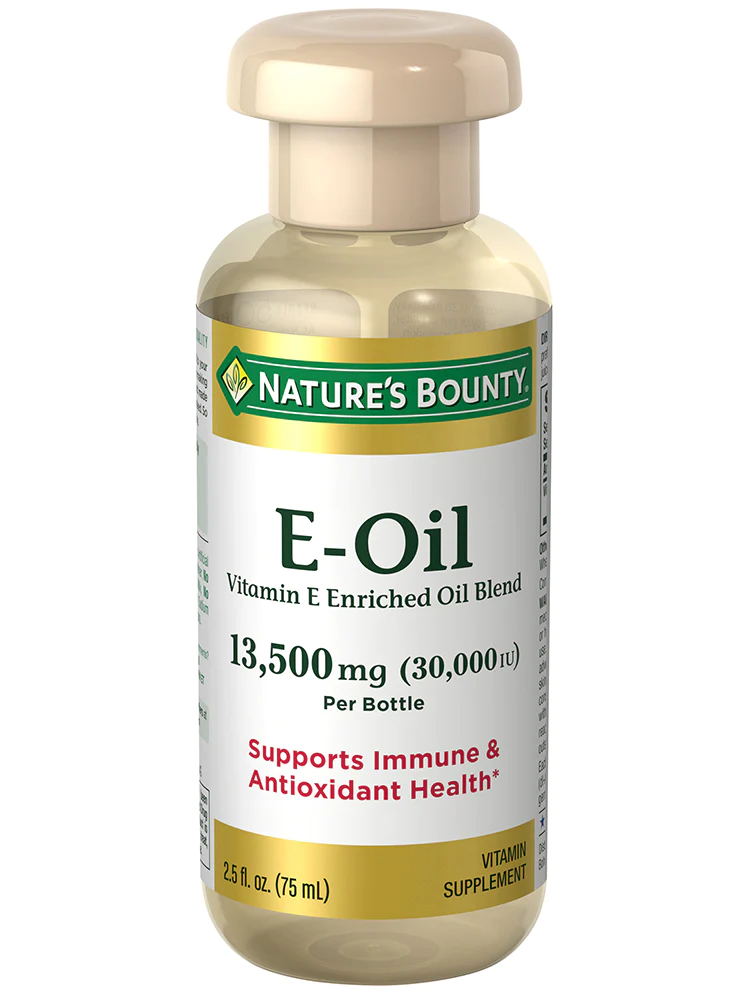 NATURE'S BOUNTY®
E-Oil
Vitamin E Enriched Oil Blend
13,500 mg (30,000 IU)
Per Bottle
Supports Immune &
Antioxidant Health*
2.5 fl. oz. (75 mL)
VITAMIN
SUPPLEMENT